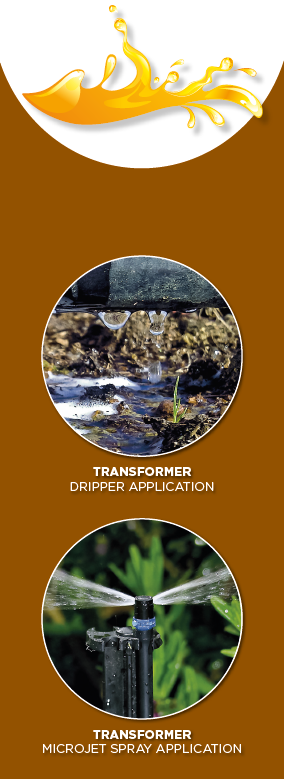 TRANSFORMER
DRIPPER APPLICATION
TRANSFORMER
MICROJET SPRAY APPLICATION